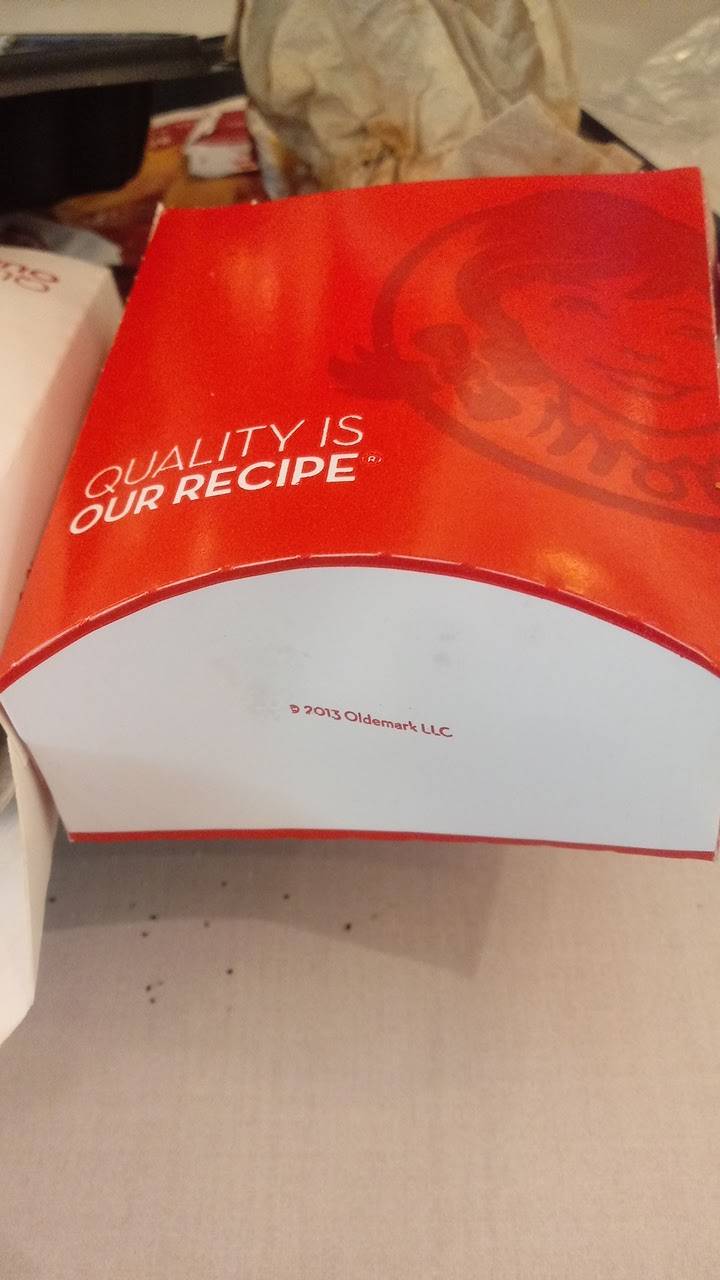 QUALITY IS
OUR RECIPE®
© 2013 Oldemark LLC